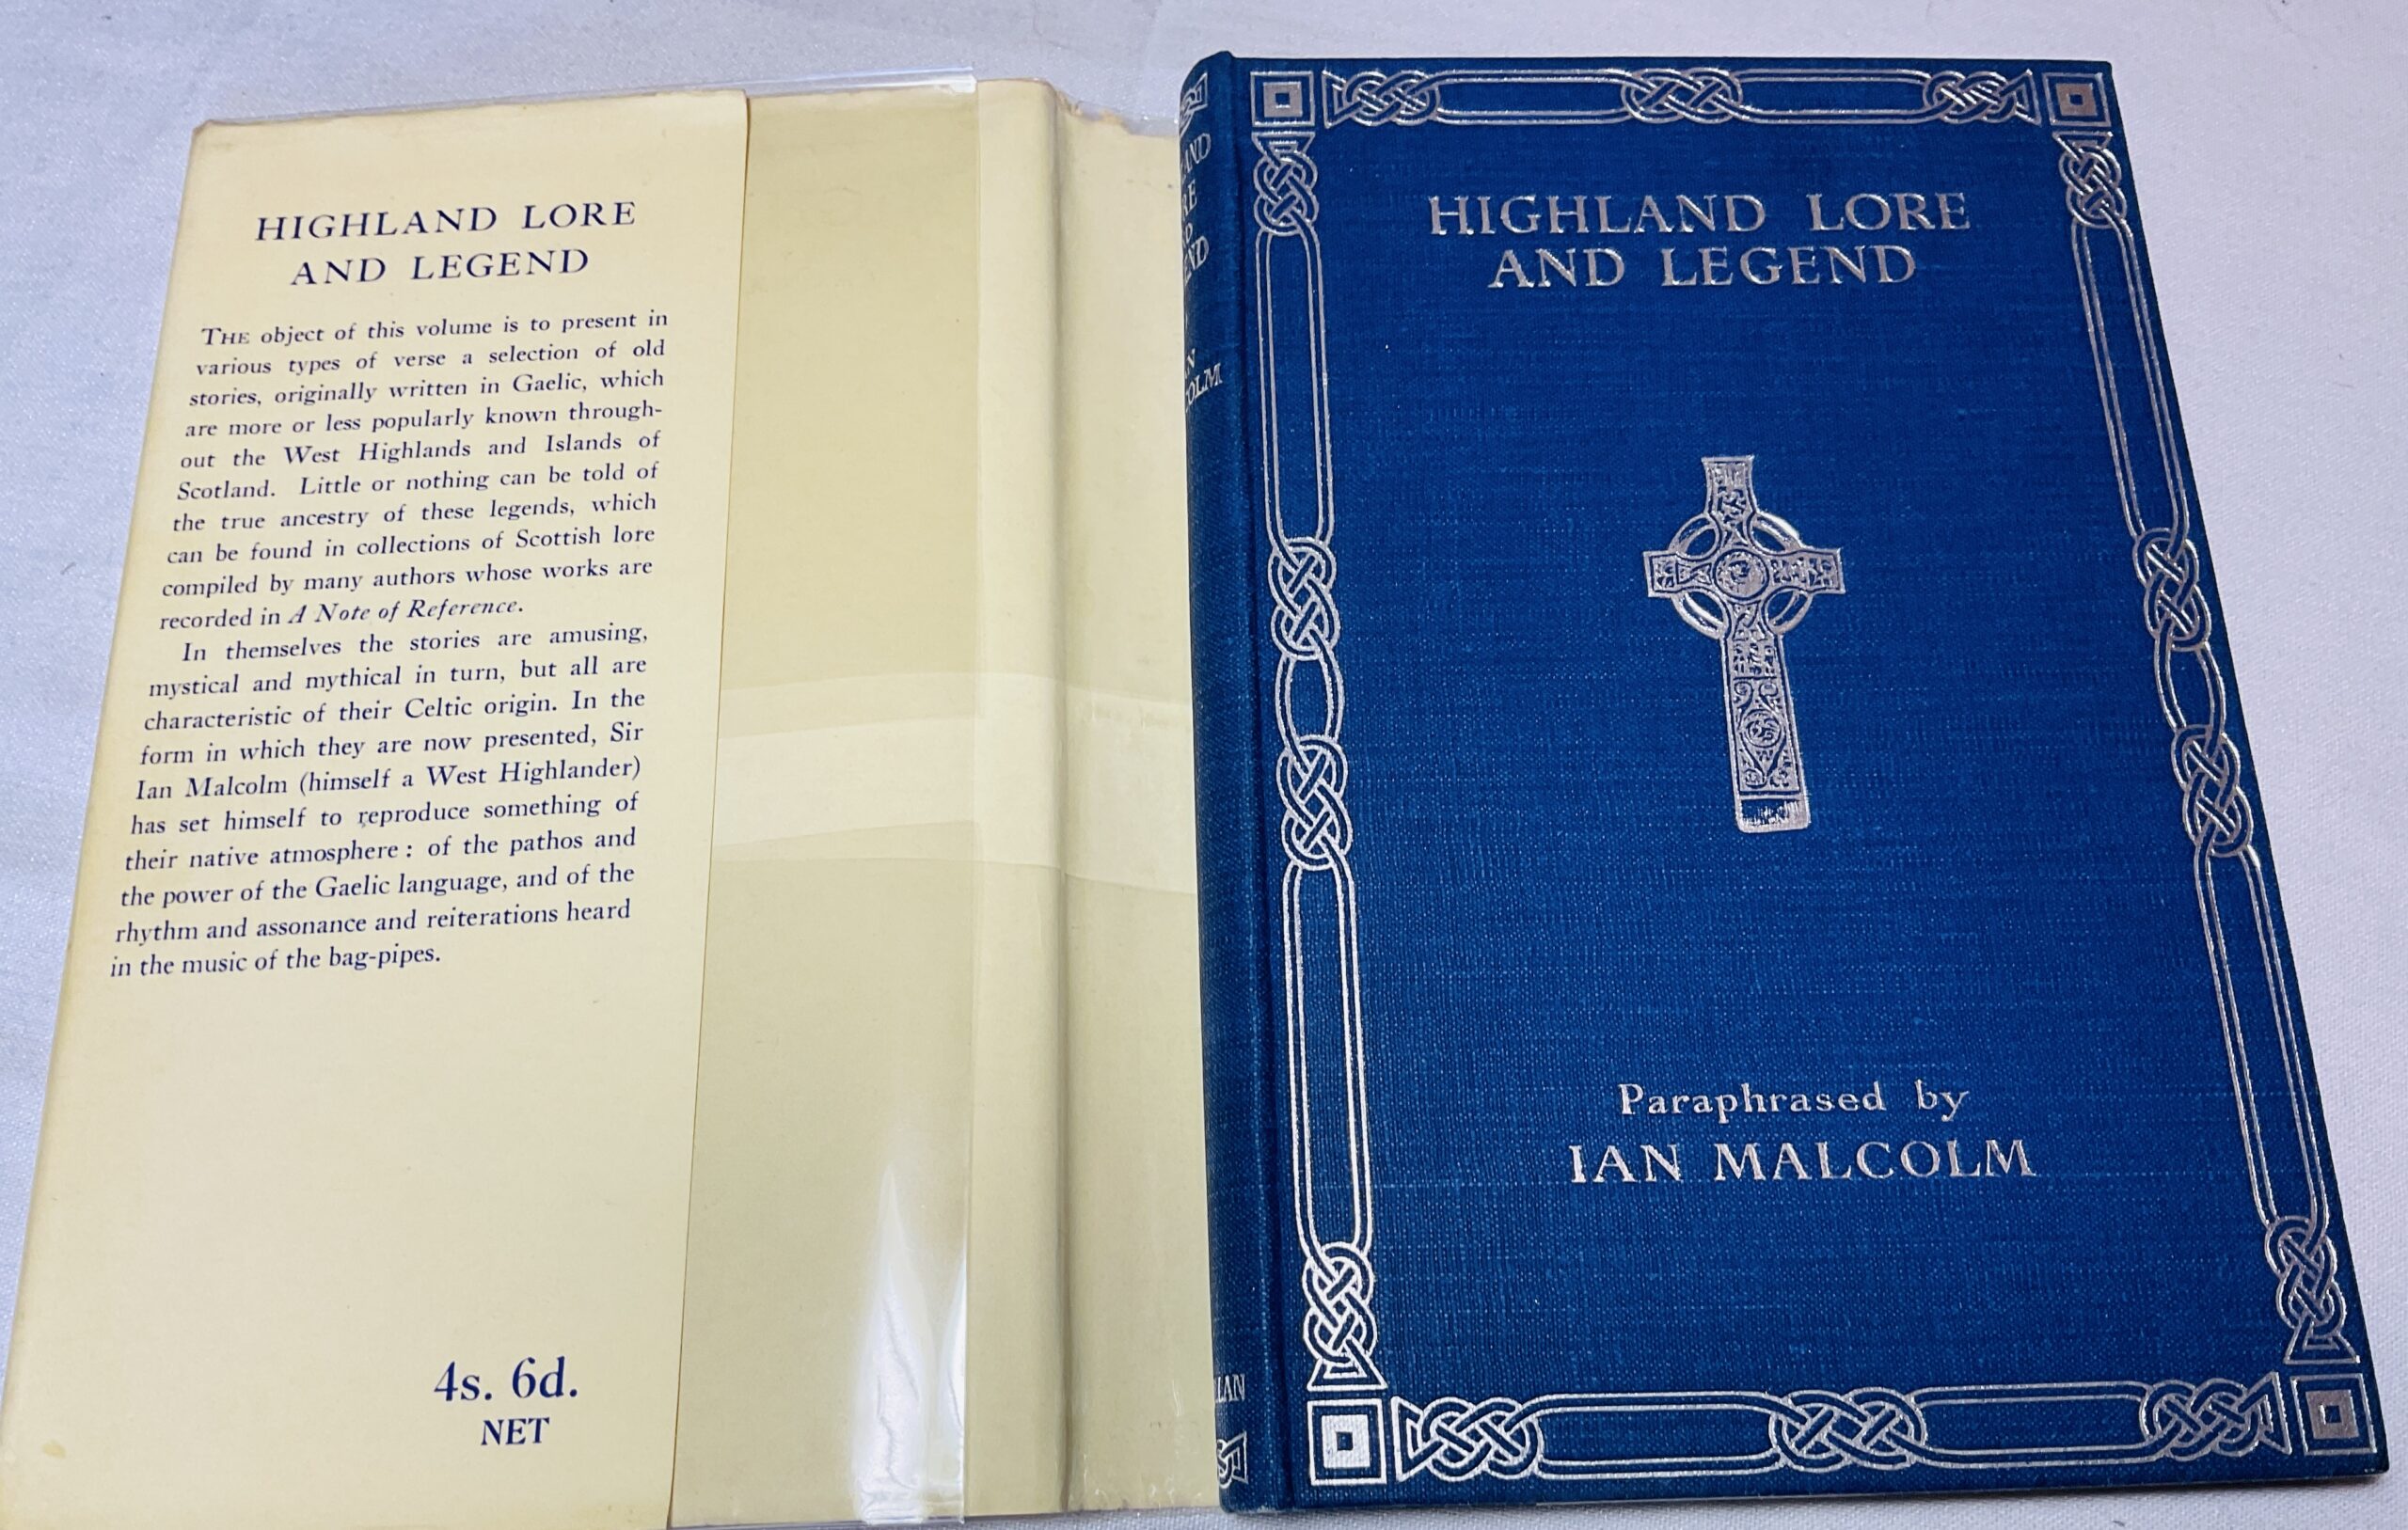 HIGHLAND LORE
AND LEGEND
THE object of this volume is to present in
various types of verse a selection of old
stories, originally written in Gaelic, which
are more or less popularly known through-
out the West Highlands and Islands of
Scotland. Little or nothing can be told of
the true ancestry of these legends, which
can be found in collections of Scottish lore
compiled by many authors whose works are
recorded in A Note of Reference.
In themselves the stories are amusing,
mystical and mythical in turn, but all are
characteristic of their Celtic origin. In the
form in which they are now presented, Sir
Ian Malcolm (himself a West Highlander)
has set himself to reproduce something of
their native atmosphere : of the pathos and
the power of the Gaelic language, and of the
rhythm and assonance and reiterations heard
in the music of the bag-pipes.
4s. 6d.
NET
HIGHLAND LORE
AND LEGEND
Paraphrased by
IAN MALCOLM